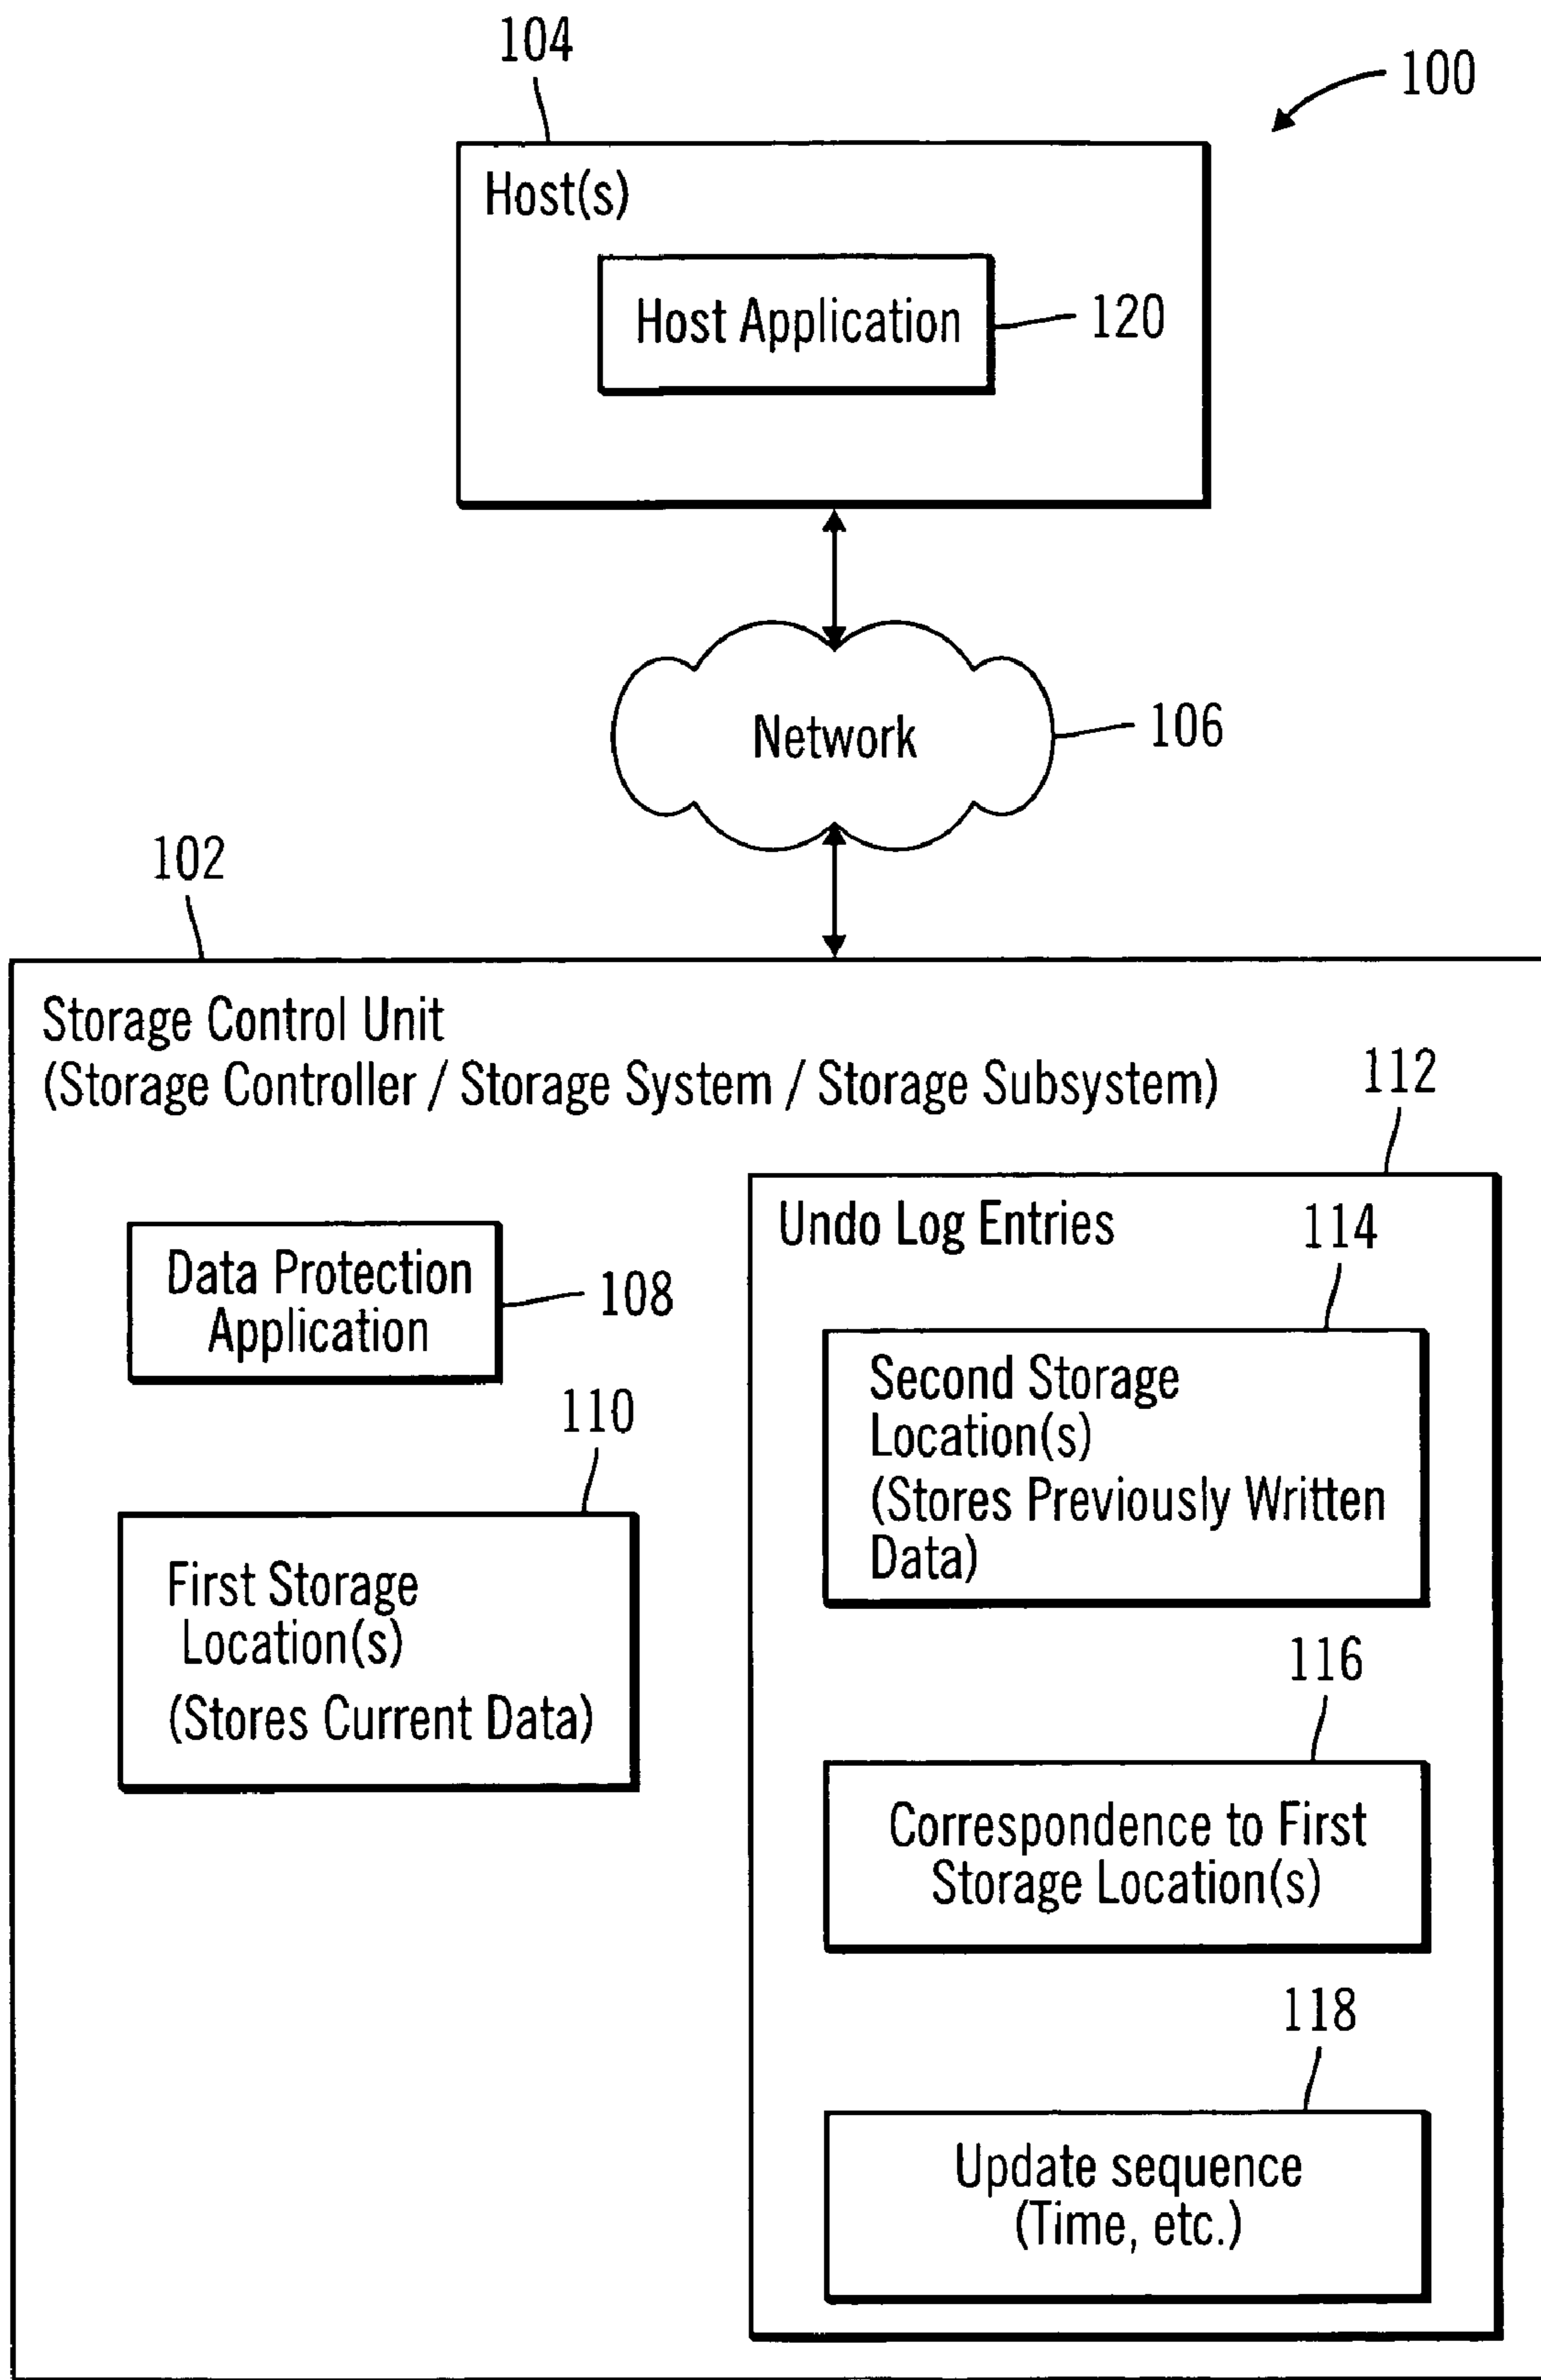 104
100
Host(s)
Host Application
120
Network
106
102
Storage Control Unit
(Storage Controller / Storage System / Storage Subsystem)
112
Data Protection
Application
108
110
First Storage
Location(s)
(Stores Current Data)
Undo Log Entries
114
Second Storage
Location(s)
(Stores Previously Written
Data)
116
Correspondence to First
Storage Location(s)
118
Update sequence
(Time, etc.)